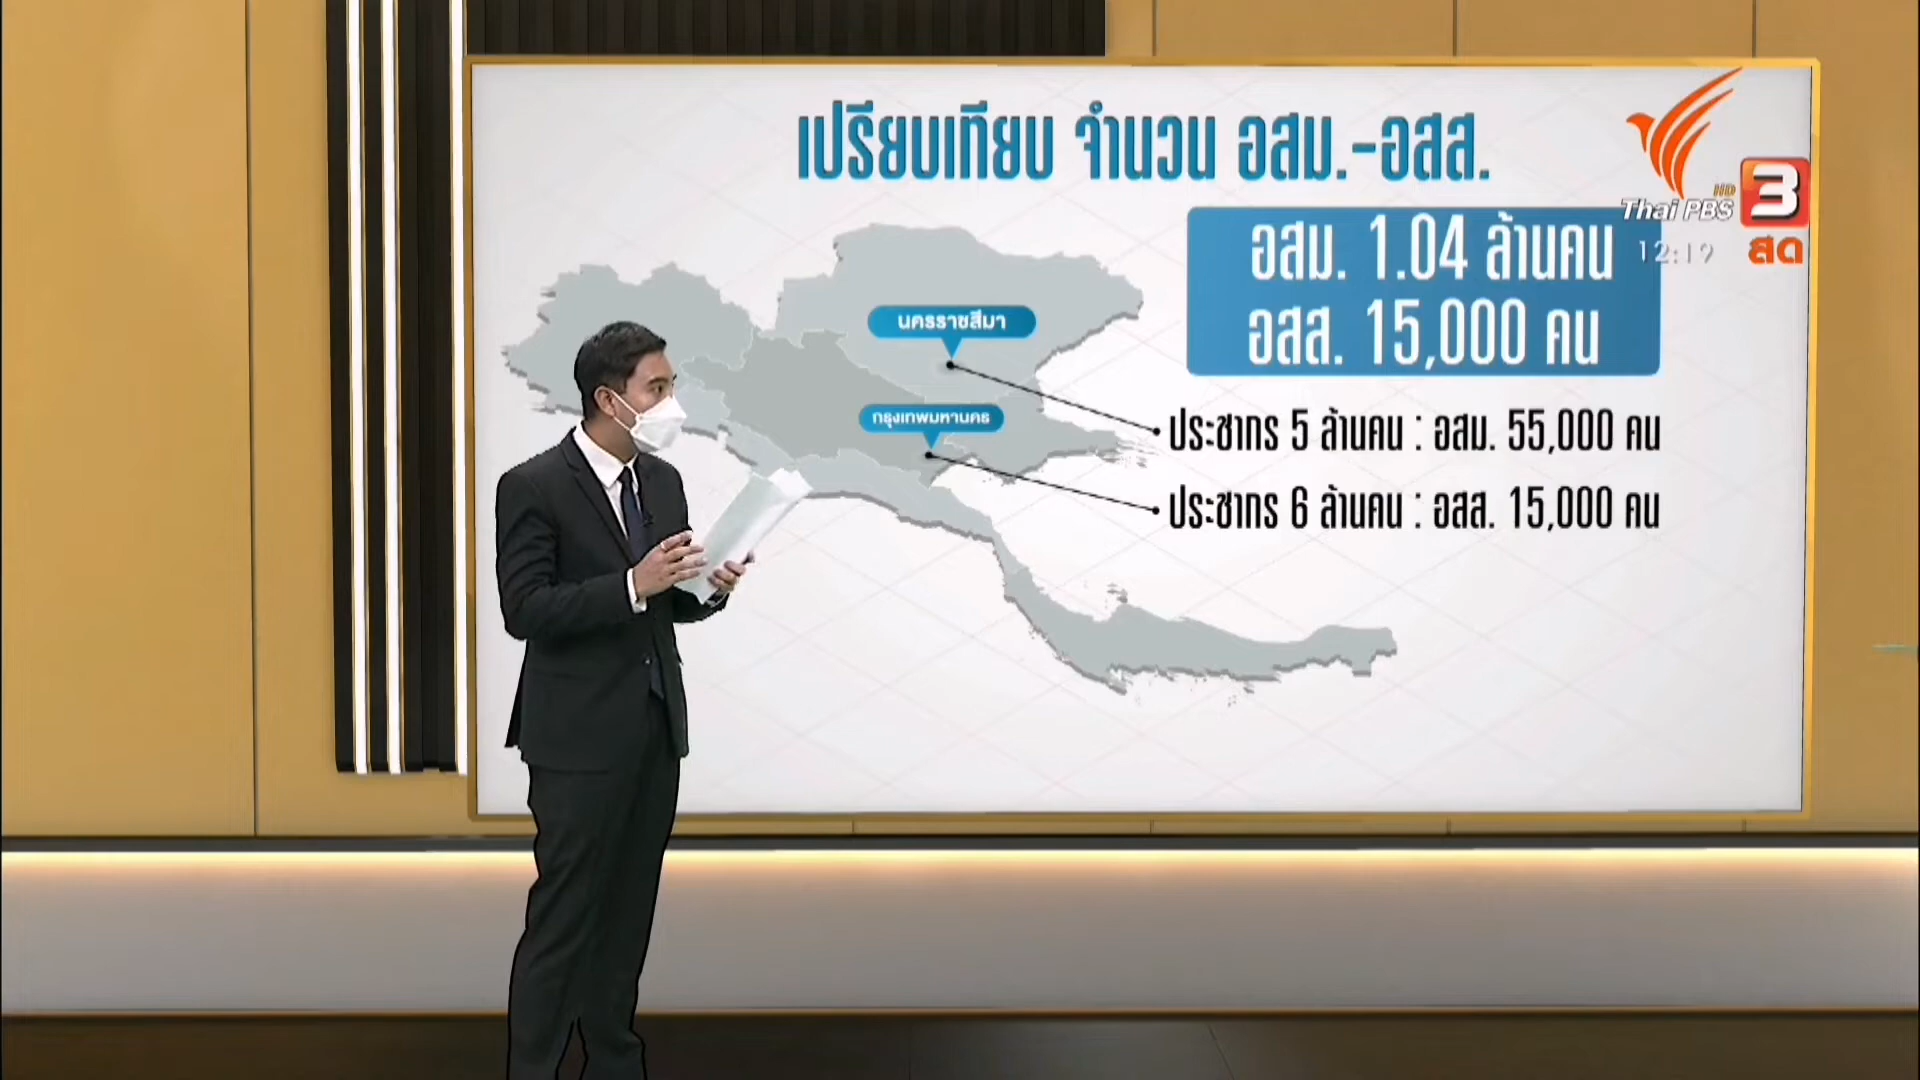 เปรียบเทียบ จำนวน อสม.-อสส.
HD
Thai PBS 3
12:19 สด
อสม. 1.04 ล้านคน
อสส. 15,000 คน
นครราชสีมา
กรุงเทพมหานคร
ประชากร 5 ล้านคน : อสม. 55,000 คน
ประชากร 6 ล้านคน : อสส. 15,000 คน